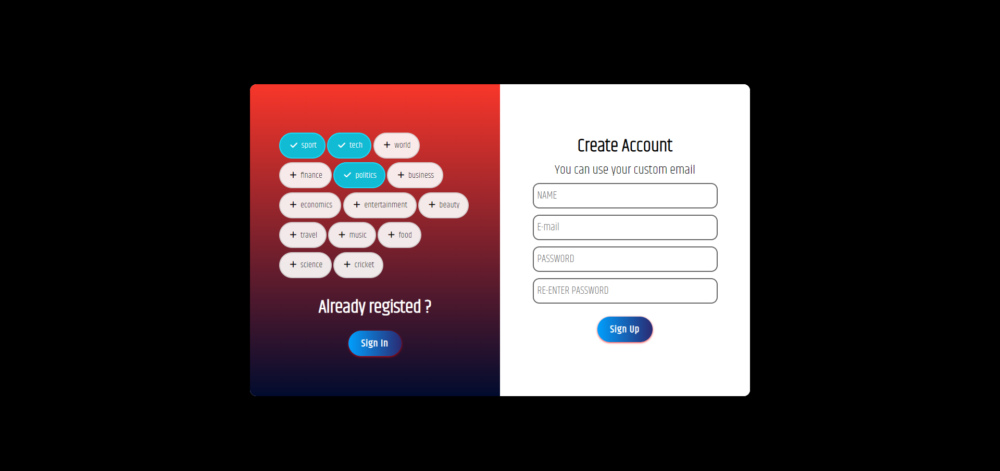 sport tech world
finance politics business
economics entertainment beauty
travel music food
science cricket
Already registed ?
Sign In
Create Account
You can use your custom email
NAME
E-mail
PASSWORD
RE-ENTER PASSWORD
Sign Up